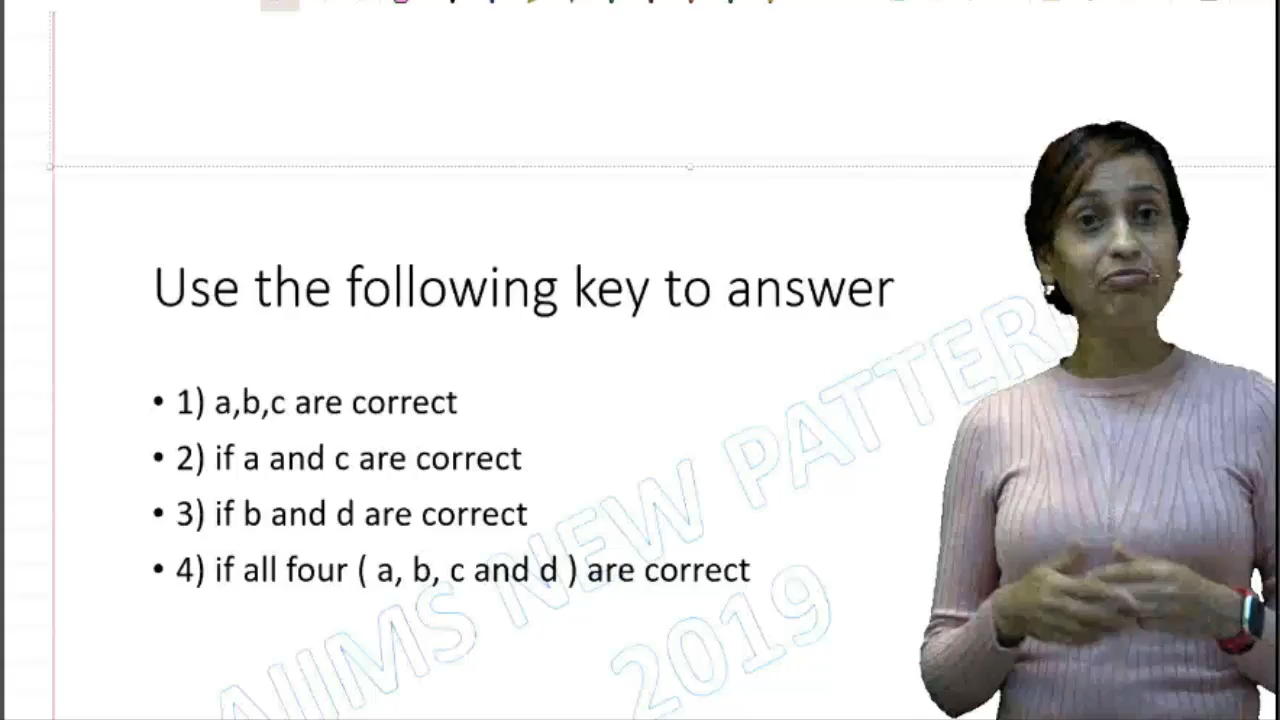 Use the following key to answer
• 1) a,b,c are correct
• 2) if a and c are correct
• 3) if b and d are correct
• 4) if all four ( a, b, c and d ) are correct
AIIMS NEW PATTERN
2019